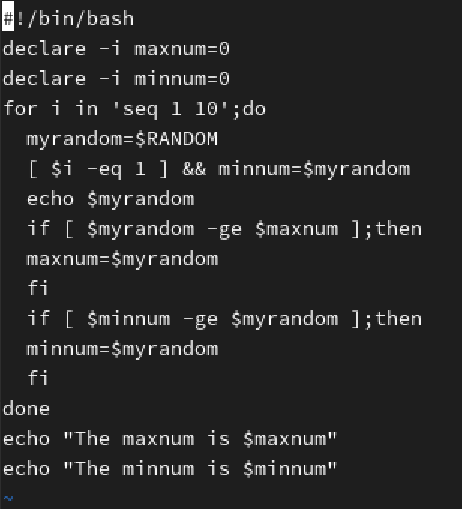 #!/bin/bash
declare -i maxnum=0
declare -i minnum=0
for i in 'seq 1 10';do
  myrandom=$RANDOM
  [ $i -eq 1 ] && minnum=$myrandom
  echo $myrandom
  if [ $myrandom -ge $maxnum ];then
  maxnum=$myrandom
  fi
  if [ $minnum -ge $myrandom ];then
  minnum=$myrandom
  fi
done
echo "The maxnum is $maxnum"
echo "The minnum is $minnum"
~